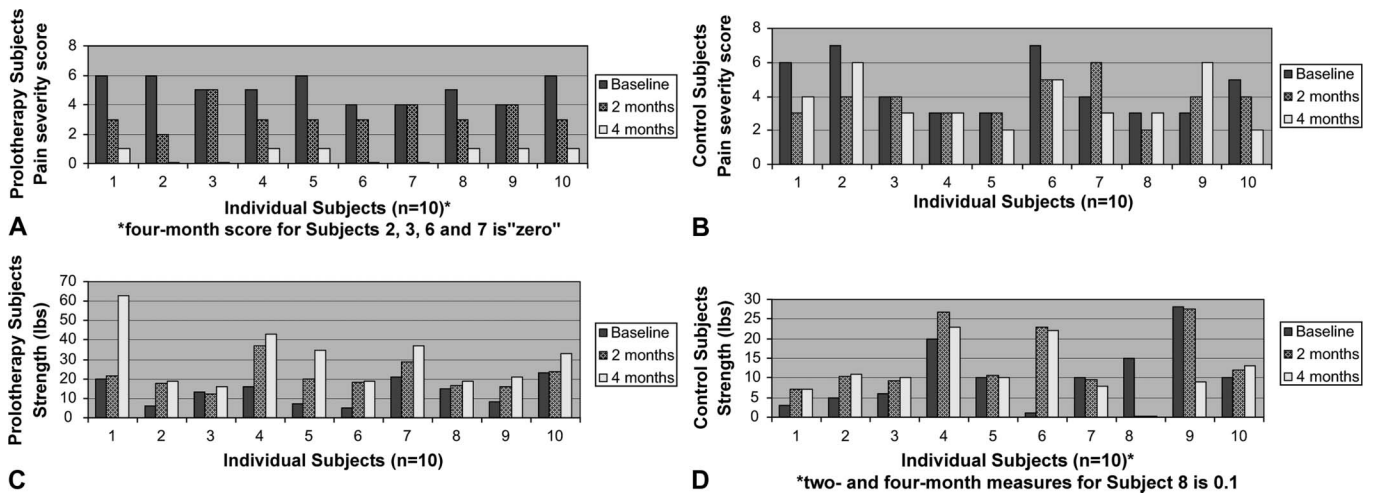 Prolotherapy Subjects
Pain severity score
8
6
4
2
0
1 2 3 4 5 6 7 8 9 10
Individual Subjects (n=10)*
*four-month score for Subjects 2, 3, 6 and 7 is"zero"
Baseline
2 months
4 months
A
Control Subjects
Pain severity score
8
6
4
2
0
1 2 3 4 5 6 7 8 9 10
Individual Subjects (n=10)
Baseline
2 months
4 months
B
Prolotherapy Subjects
Strength (lbs)
70
60
50
40
30
20
10
0
1 2 3 4 5 6 7 8 9 10
Individual Subjects (n=10)
Baseline
2 months
4 months
C
Control Subjects
Strength (lbs)
30
25
20
15
10
5
0
1 2 3 4 5 6 7 8 9 10
Individual Subjects (n=10)*
*two- and four-month measures for Subject 8 is 0.1
Baseline
2 months
4 months
D